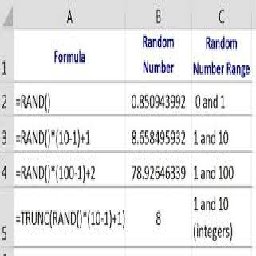 A B C
1 Formula Random Number Random Number Range
2 =RAND() 0.850943992 0 and 1
3 =RAND()*(10-1)+1 8.658495932 1 and 10
4 =RAND()*(100-1)+2 78.92646339 1 and 100
5 =TRUNC(RAND()*(10-1)+1) 8 1 and 10
(integers)